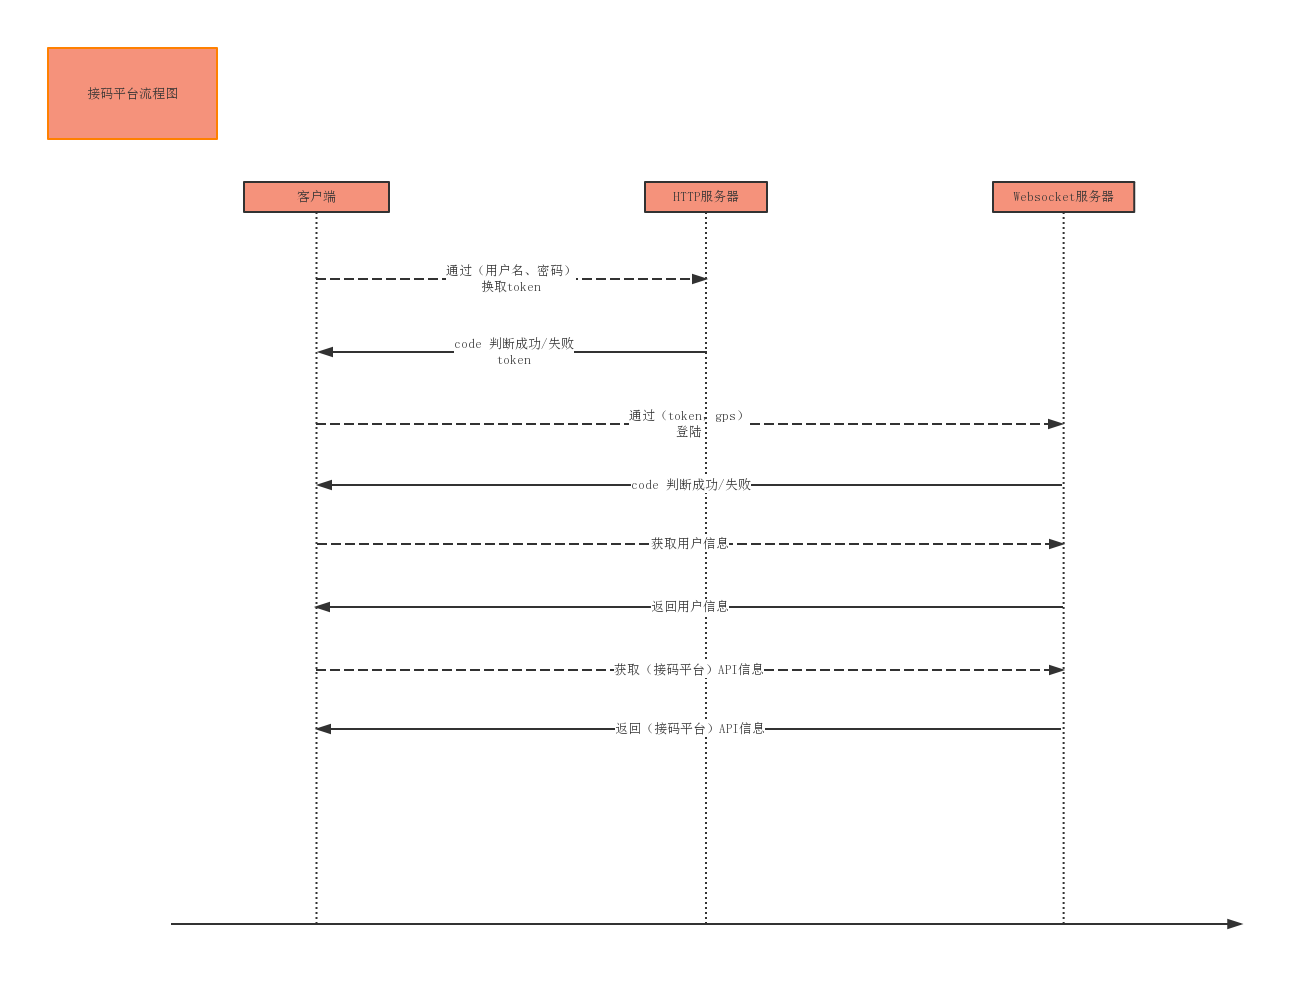 接码平台流程图
客户端
HTTP服务器
Websocket服务器
通过（用户名、密码）
换取token
code 判断成功/失败
token
通过（token、gps）
登陆
code 判断成功/失败
获取用户信息
返回用户信息
获取（接码平台）API信息
返回（接码平台）API信息